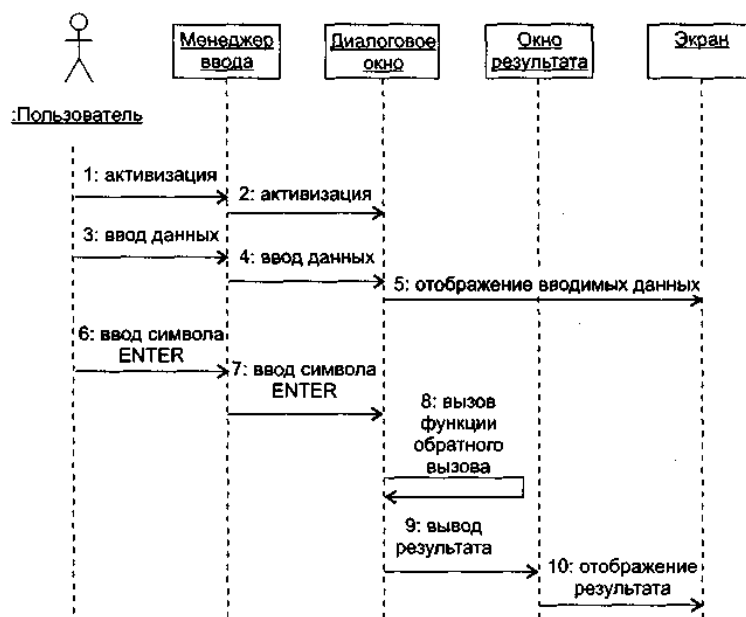 Менеджер
ввода
Диалоговое
окно
Окно
результата
Экран
:Пользователь
1: активизация
2: активизация
3: ввод данных
4: ввод данных
5: отображение вводимых данных
6: ввод символа
ENTER
7: ввод символа
ENTER
8: вызов
функции
обратного
вызова
9: вывод
результата
10: отображение
результата